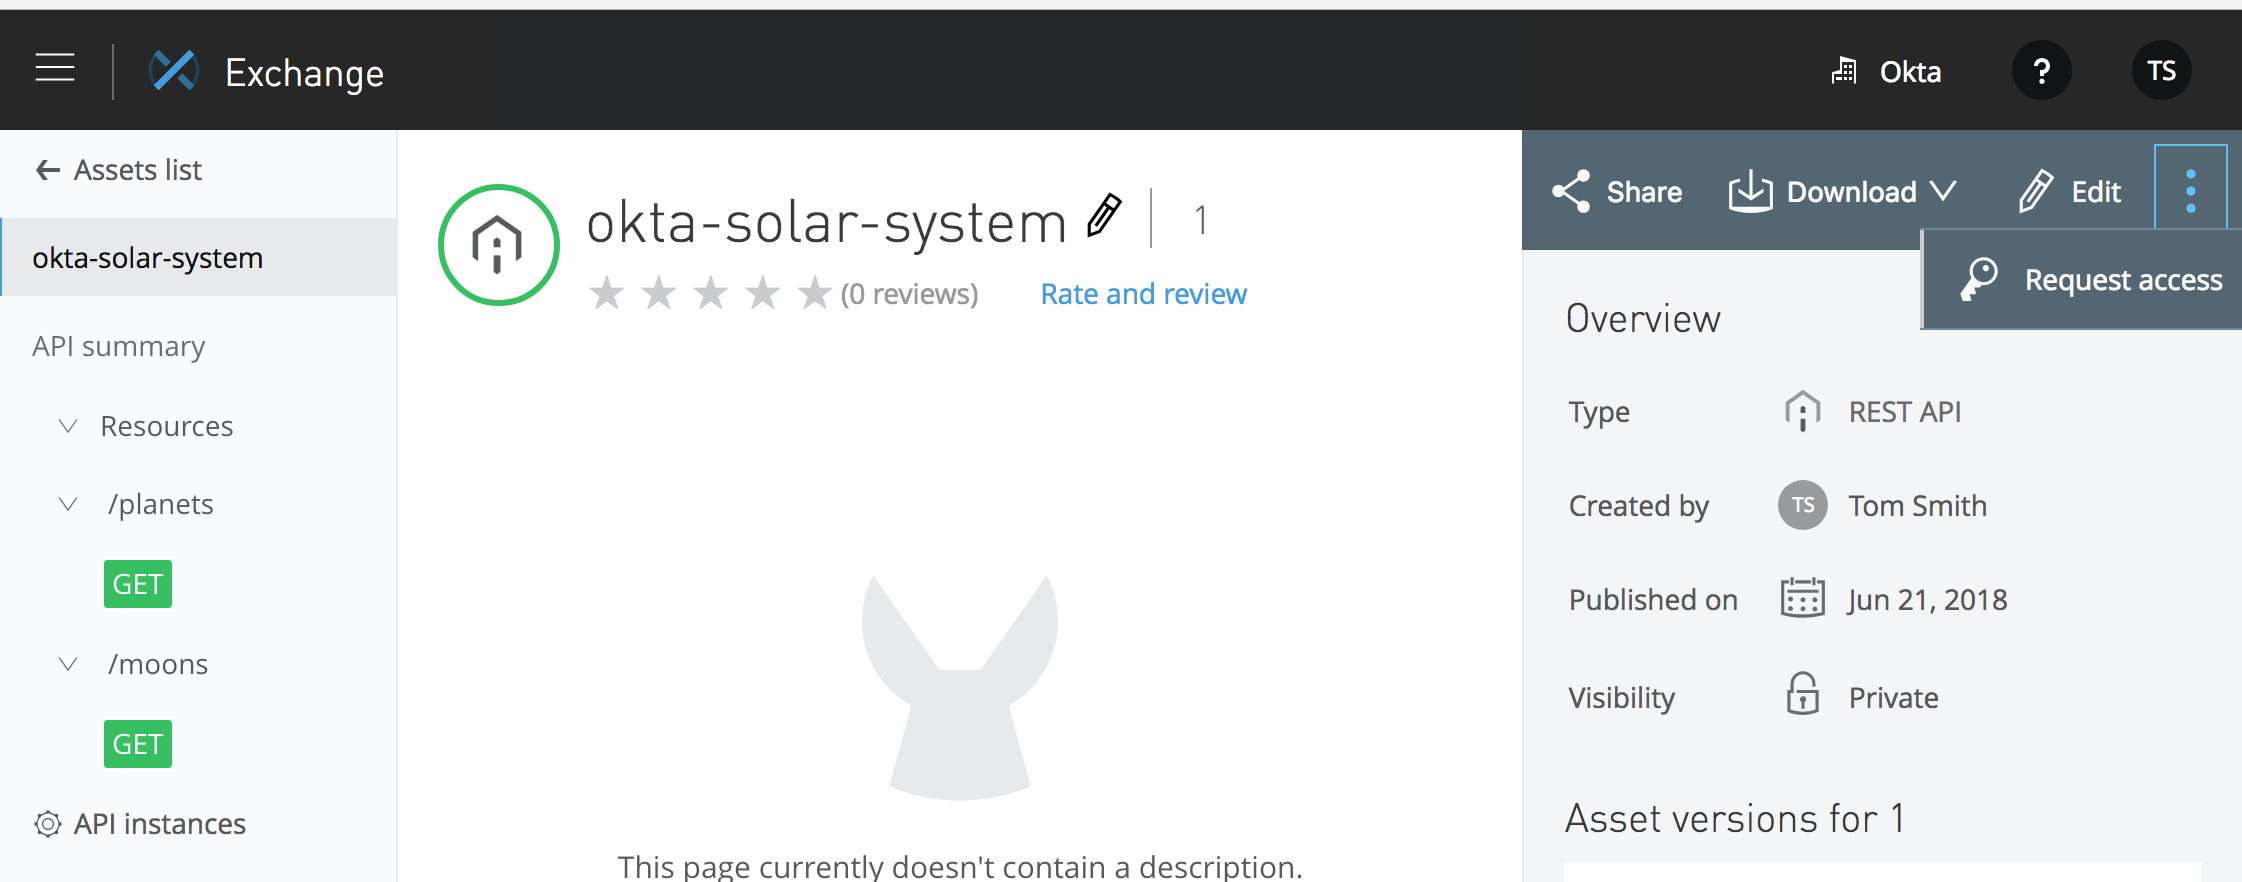 Exchange
Okta
?
TS
Assets list
okta-solar-system
API summary
Resources
/planets
GET
/moons
GET
API instances
okta-solar-system
1
(0 reviews)
Rate and review
This page currently doesn't contain a description.
Share
Download
Edit
Request access
Overview
Type
REST API
Created by
TS
Tom Smith
Published on
Jun 21, 2018
Visibility
Private
Asset versions for 1